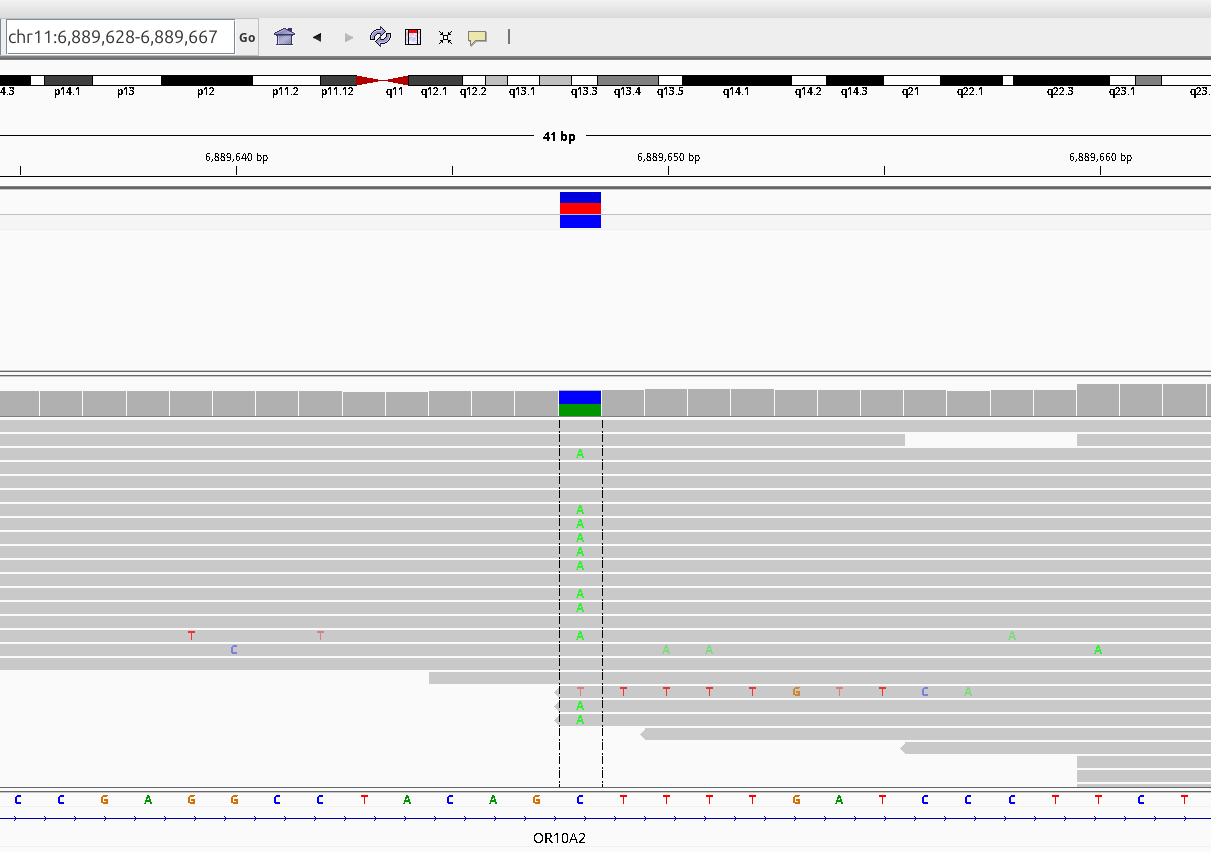 chr11:6,889,628-6,889,667 Go
4.3 p14.1 p13 p12 p11.2 p11.12 q11 q12.1 q12.2 q13.1 q13.3 q13.4 q13.5 q14.1 q14.2 q14.3 q21 q22.1 q22.3 q23.1 q23.
41 bp
6,889,640 bp 6,889,650 bp 6,889,660 bp
A
A
A
A
A
A
A
A
T T A A
C A A A
T T T T T G T T C A
A
A
C C G A G G C C T A C A G C T T T T G A T C C C T T C T
OR10A2